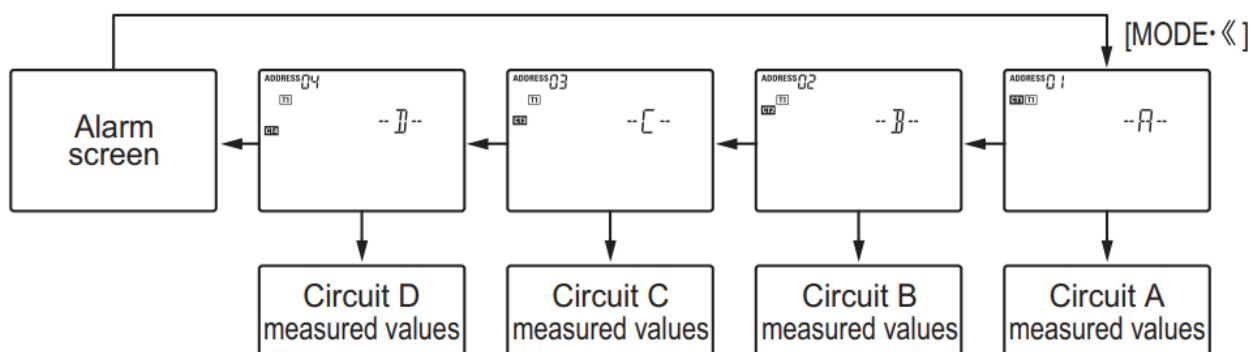 [MODE・《 ]
Alarm
screen
ADDRESS 04
T1
CT4
-- D --
ADDRESS 03
T1
CT3
-- C --
ADDRESS 02
T1
CT2
-- B --
ADDRESS 01
CT1 T1
-- A --
Circuit D
measured values
Circuit C
measured values
Circuit B
measured values
Circuit A
measured values